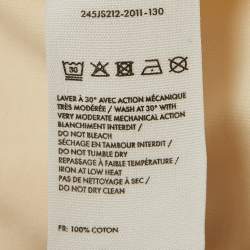 245JS212-2011-130
30
LAVER À 30° AVEC ACTION MÉCANIQUE
TRÈS MODÉRÉE / WASH AT 30° WITH
VERY MODERATE MECHANICAL ACTION
BLANCHIMENT INTERDIT /
DO NOT BLEACH
SÉCHAGE EN TAMBOUR INTERDIT /
DO NOT TUMBLE DRY
REPASSAGE À FAIBLE TEMPÉRATURE /
IRON AT LOW HEAT
PAS DE NETTOYAGE À SEC /
DO NOT DRY CLEAN
FB: 100% COTON